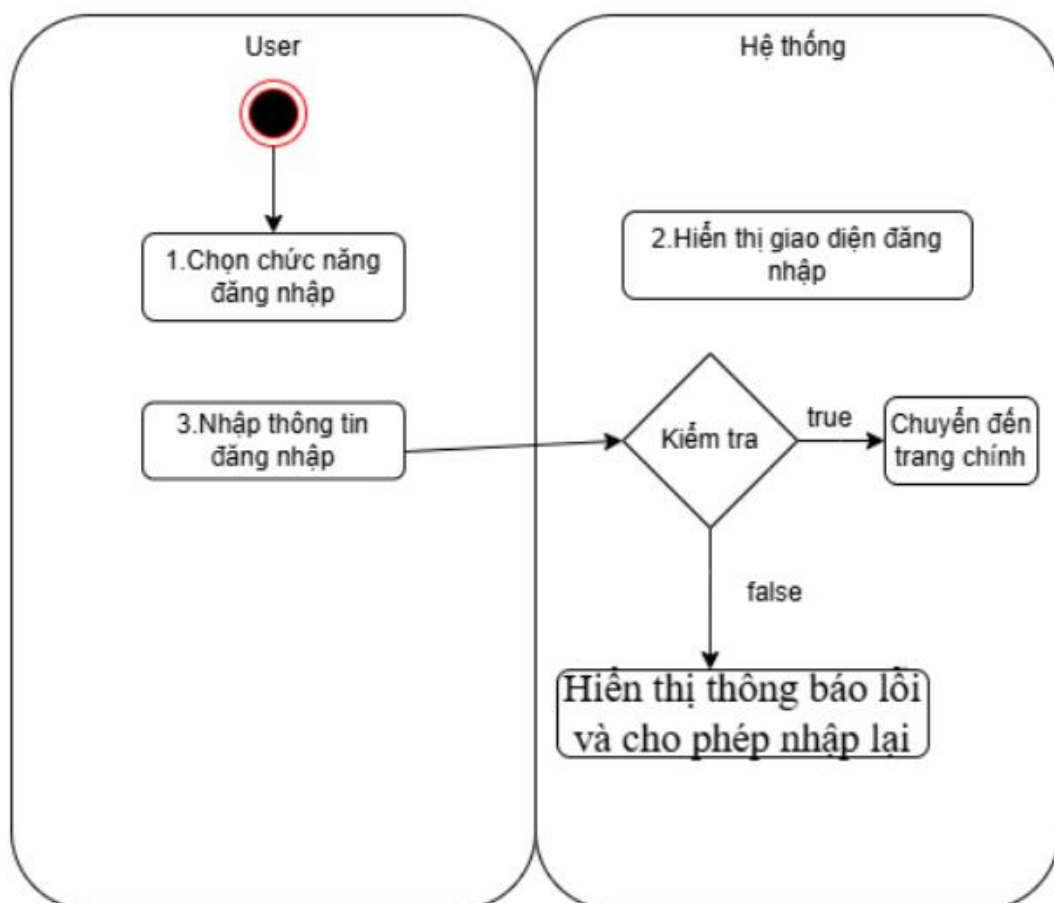 User
Hệ thống
1.Chọn chức năng
đăng nhập
2.Hiển thị giao diện đăng
nhập
3.Nhập thông tin
đăng nhập
Kiểm tra
true
Chuyển đến
trang chính
false
Hiển thị thông báo lỗi
và cho phép nhập lại